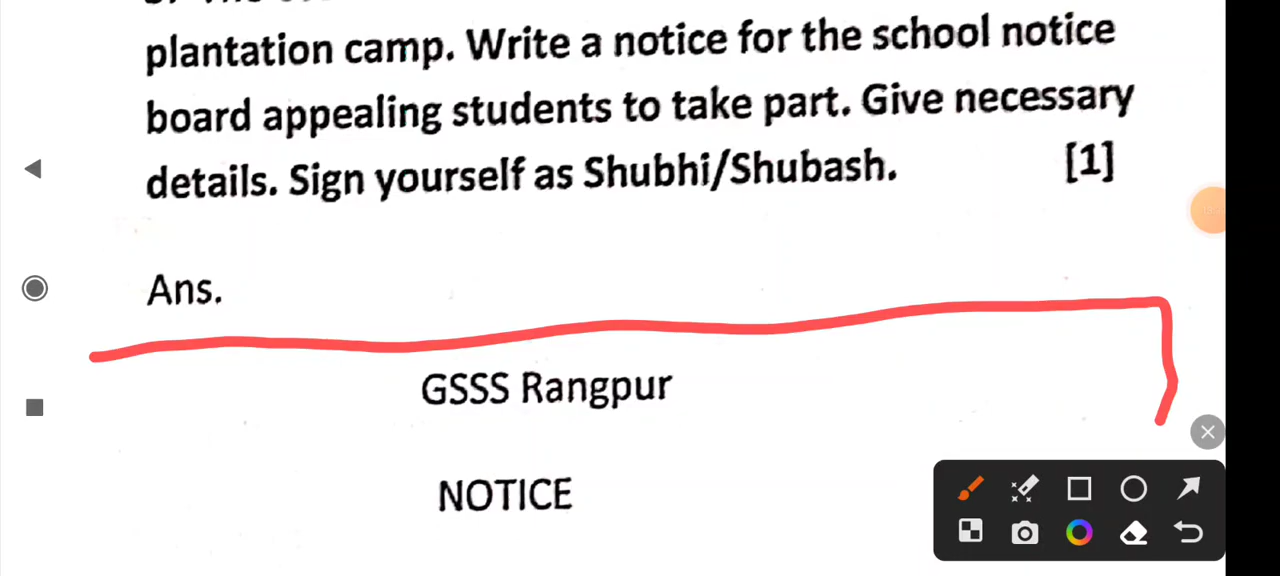 plantation camp. Write a notice for the school notice
board appealing students to take part. Give necessary
details. Sign yourself as Shubhi/Shubash. [1]
Ans.
GSSS Rangpur
NOTICE